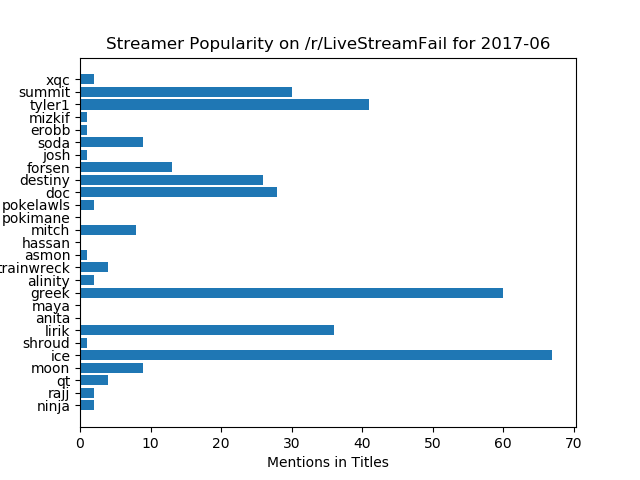 Streamer Popularity on /r/LiveStreamFail for 2017-06
xqc
summit
tyler1
mizkif
erobb
soda
josh
forsen
destiny
doc
pokelawls
pokimane
mitch
hassan
asmon
trainwreck
alinity
greek
maya
anita
lirik
shroud
ice
moon
qt
rajj
ninja
0 10 20 30 40 50 60 70
Mentions in Titles